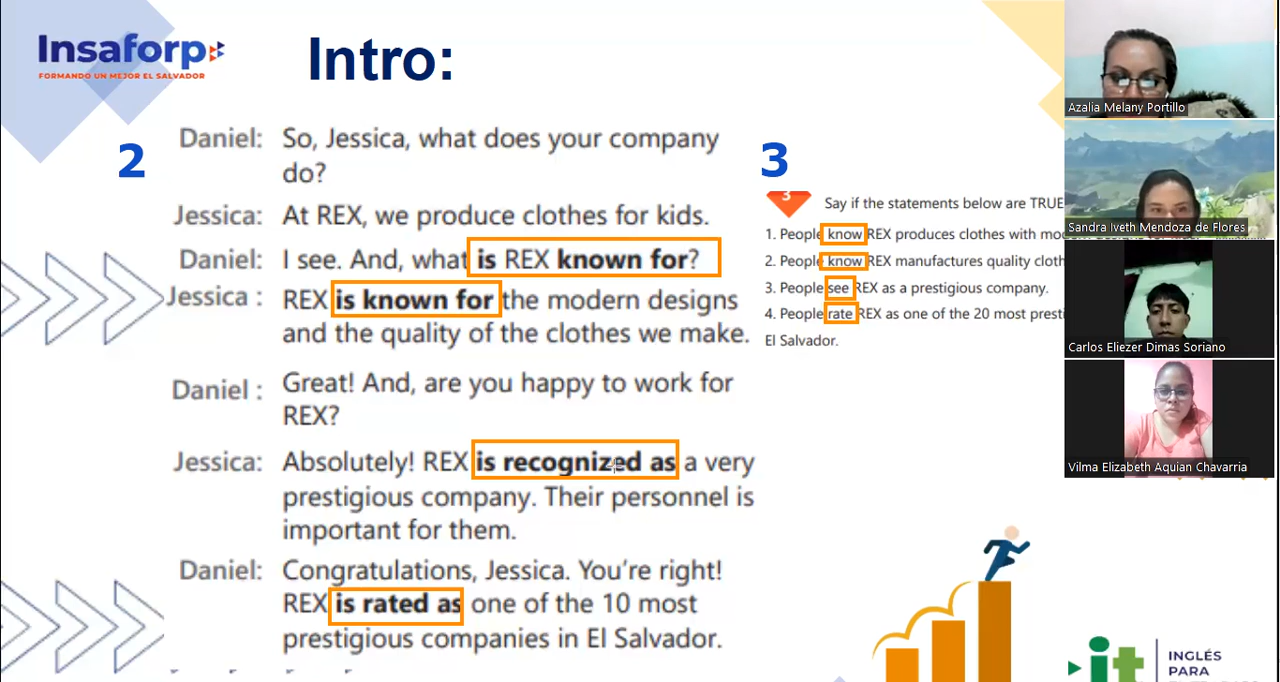 Insaforp
FORMANDO UN MEJOR EL SALVADOR
Intro:
2
Daniel: So, Jessica, what does your company
do?
Jessica: At REX, we produce clothes for kids.
Daniel: I see. And, what is REX known for?
Jessica : REX is known for the modern designs
and the quality of the clothes we make.
Daniel : Great! And, are you happy to work for
REX?
Jessica: Absolutely! REX is recognized as a very
prestigious company. Their personnel is
important for them.
Daniel: Congratulations, Jessica. You're right!
REX is rated as one of the 10 most
prestigious companies in El Salvador.
3
3 Say if the statements below are TRUE
1. People know REX produces clothes with
2. People know REX manufactures quality
3. People see REX as a prestigious company.
4. People rate REX as one of the 20 most
El Salvador.
Azalia Melany Portillo
Sandra Iveth Mendoza de Flores
Carlos Eliezer Dimas Soriano
Vilma Elizabeth Aquian Chavarria
it INGLÉS
PARA